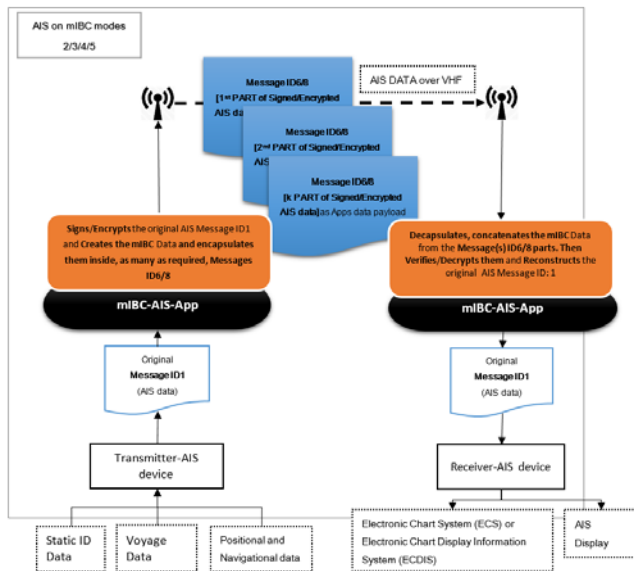 AIS on mIBC modes
2/3/4/5
Message ID6/8
[1ˢᵗ PART of Signed/Encrypted
AIS dat
AIS DATA over VHF
Message ID6/8
[2ⁿᵈ PART of Signed/Encrypted
AIS
Message ID6/8
[k PART of Signed/Encrypted
AIS data] as Apps data payload
Signs/Encrypts the original AIS Message ID1
and Creates the mIBC Data and encapsulates
them inside, as many as required, Messages
ID6/8
mIBC-AIS-App
Decapsulates, concatenates the mIBC Data
from the Message(s) ID6/8 parts. Then
Verifies/Decrypts them and Reconstructs the
original AIS Message ID: 1
mIBC-AIS-App
Original
Message ID1
(AIS data)
Original
Message ID1
(AIS data)
Transmitter-AIS
device
Receiver-AIS device
Static ID
Data
Voyage
Data
Positional and
Navigational data
Electronic Chart System (ECS) or
Electronic Chart Display Information
System (ECDIS)
AIS
Display